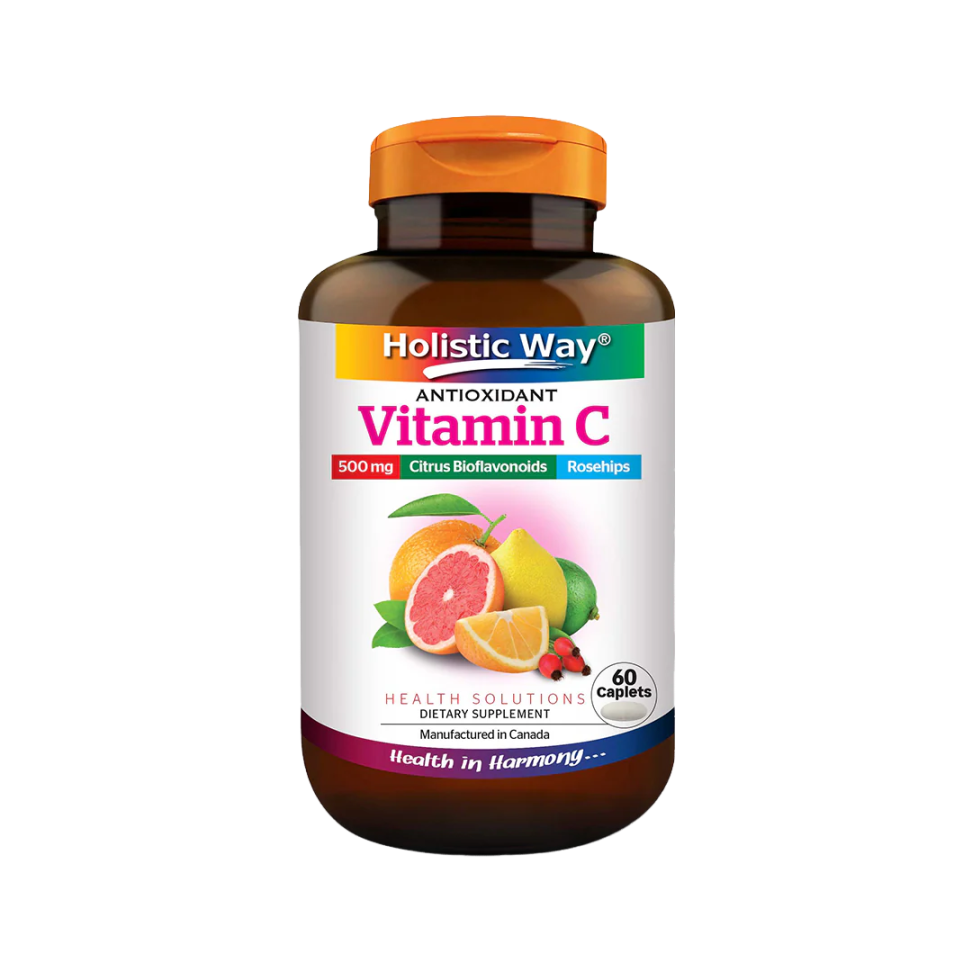 Holistic Way®
ANTIOXIDANT
Vitamin C
500 mg Citrus Bioflavonoids Rosehips
60
Caplets
HEALTH SOLUTIONS
DIETARY SUPPLEMENT
Manufactured in Canada
Health in Harmony...